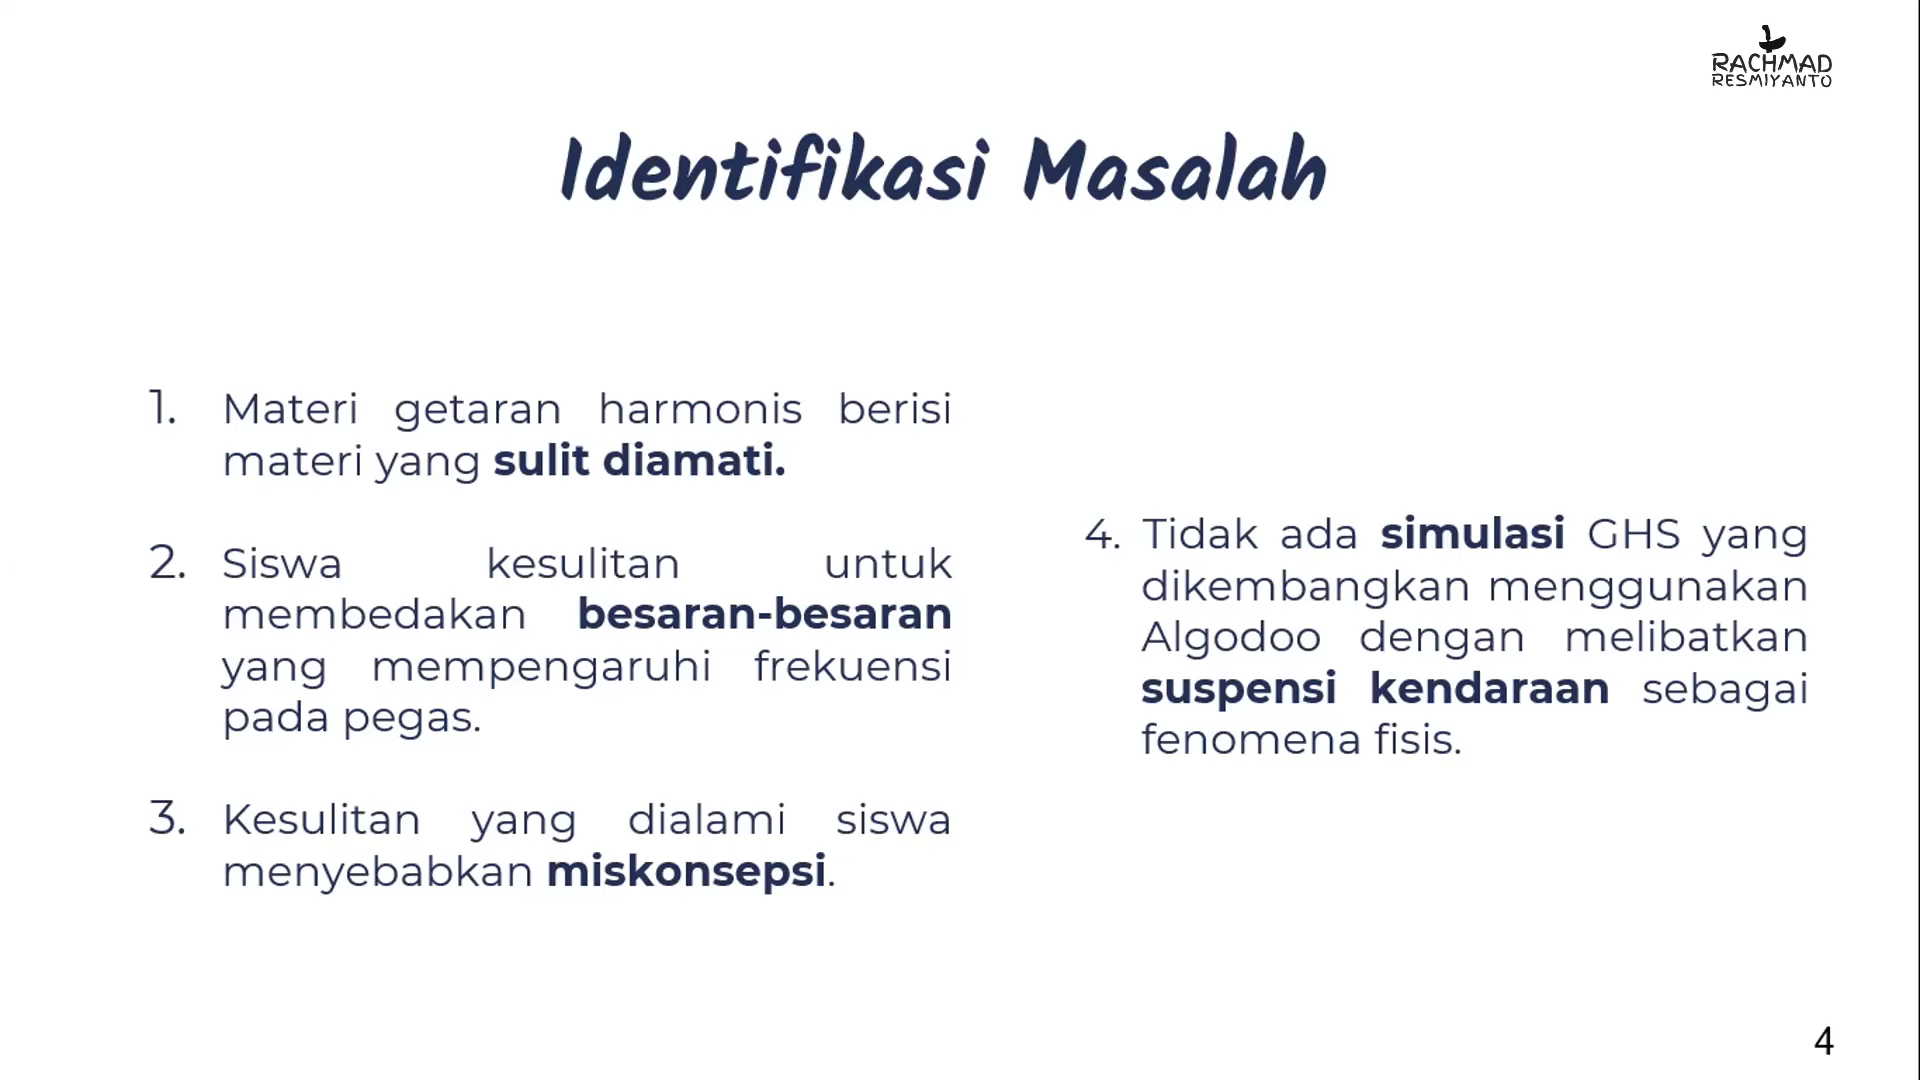 RACHMAD
RESMIYANTO
Identifikasi Masalah
1. Materi getaran harmonis berisi
materi yang sulit diamati.
2. Siswa kesulitan untuk
membedakan besaran-besaran
yang mempengaruhi frekuensi
pada pegas.
3. Kesulitan yang dialami siswa
menyebabkan miskonsepsi.
4. Tidak ada simulasi GHS yang
dikembangkan menggunakan
Algodoo dengan melibatkan
suspensi kendaraan sebagai
fenomena fisis.
4